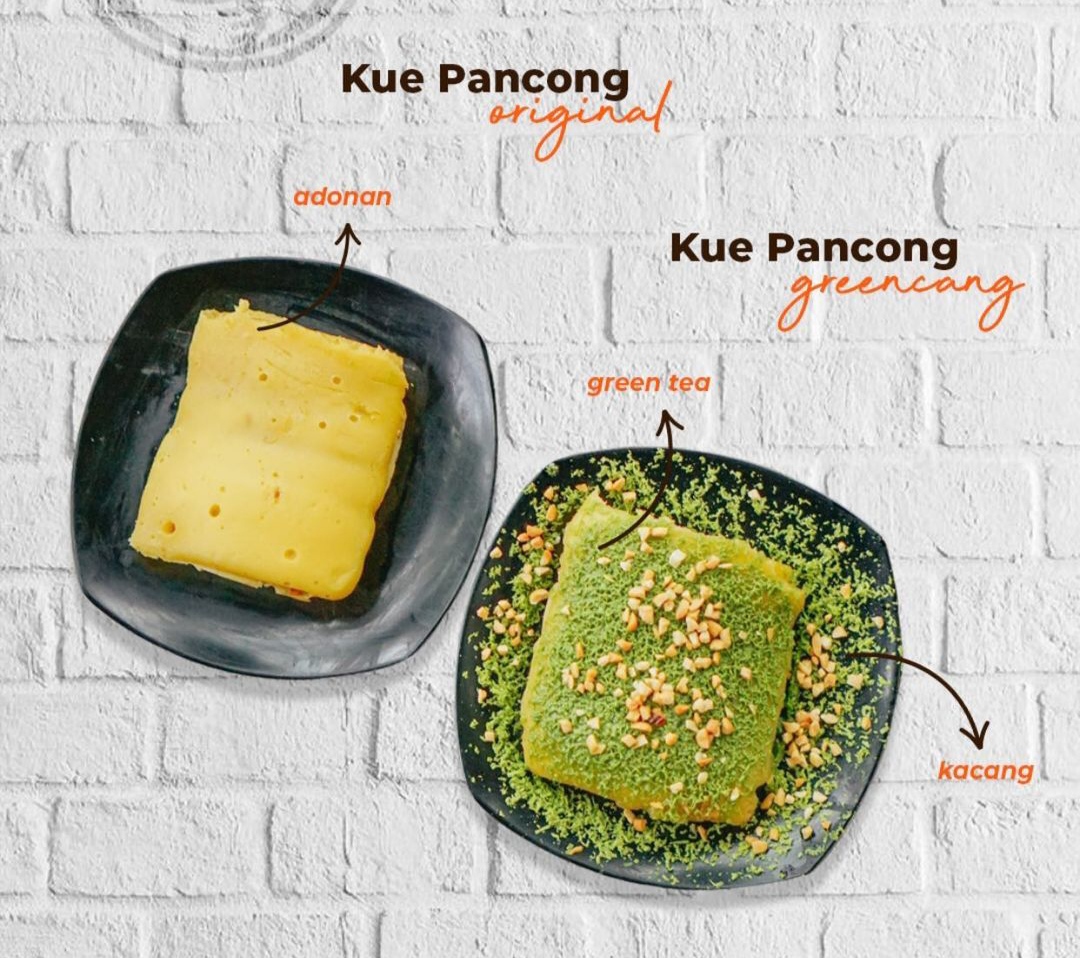 Kue Pancong
original
adonan
Kue Pancong
greencang
green tea
kacang